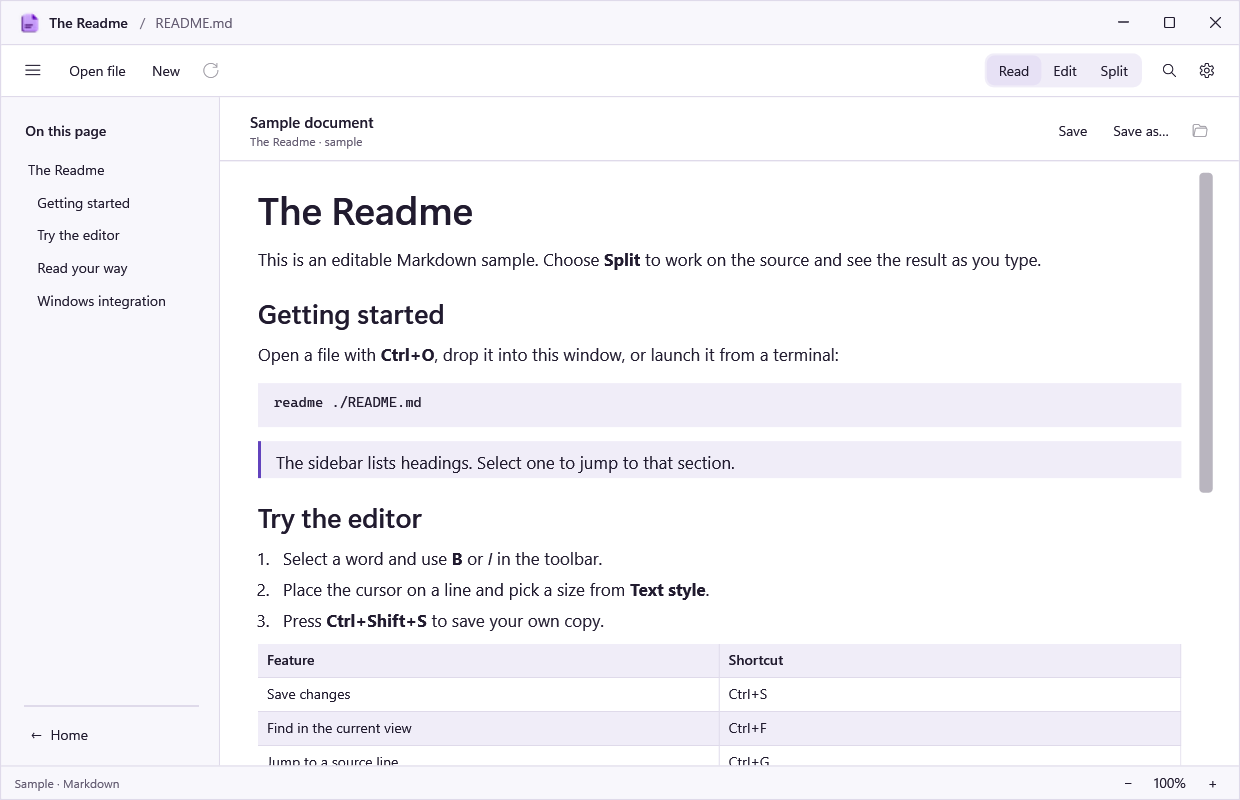 The Readme / README.md
Open file New
Read Edit Split
On this page
The Readme
Getting started
Try the editor
Read your way
Windows integration
← Home
Sample document
The Readme · sample
Save Save as...
The Readme
This is an editable Markdown sample. Choose Split to work on the source and see the result as you type.
Getting started
Open a file with Ctrl+O, drop it into this window, or launch it from a terminal:
readme ./README.md
The sidebar lists headings. Select one to jump to that section.
Try the editor
1. Select a word and use B or I in the toolbar.
2. Place the cursor on a line and pick a size from Text style.
3. Press Ctrl+Shift+S to save your own copy.
Feature Shortcut
Save changes Ctrl+S
Find in the current view Ctrl+F
Jump to a source line Ctrl+G
Sample · Markdown
− 100% +